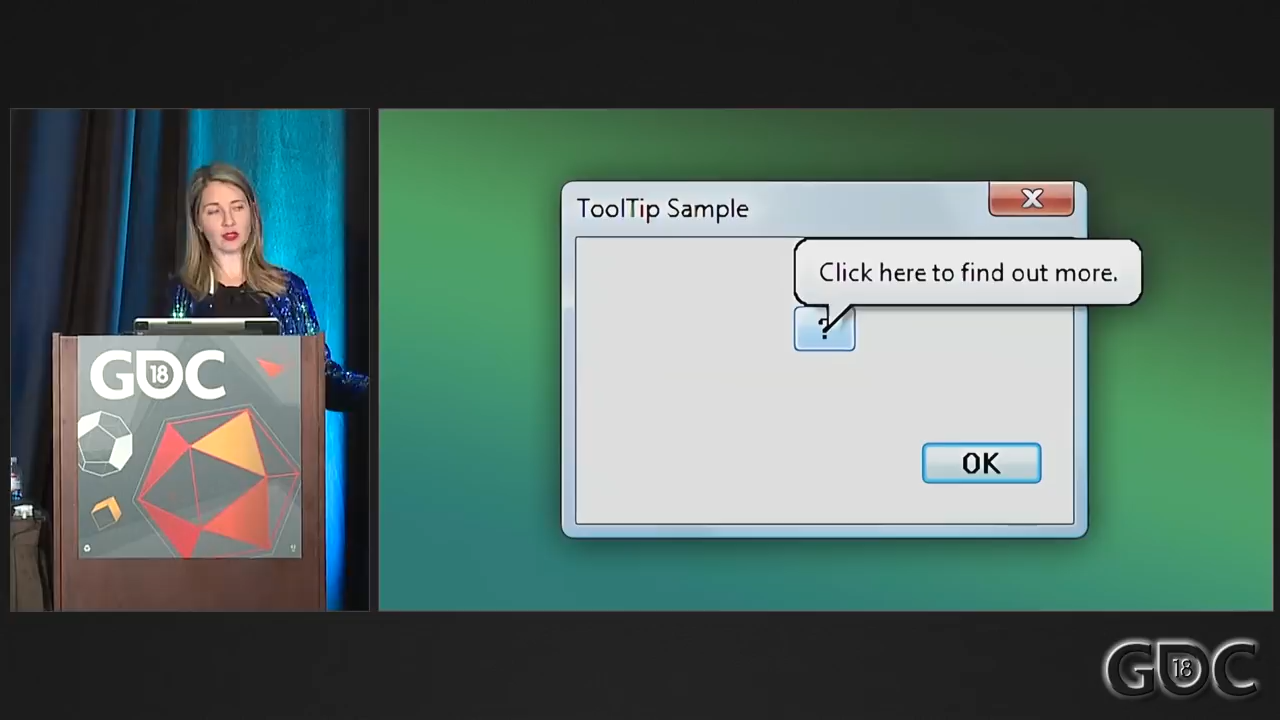 GDC
18
ToolTip Sample
X
Click here to find out more.
?
OK
GDC
18